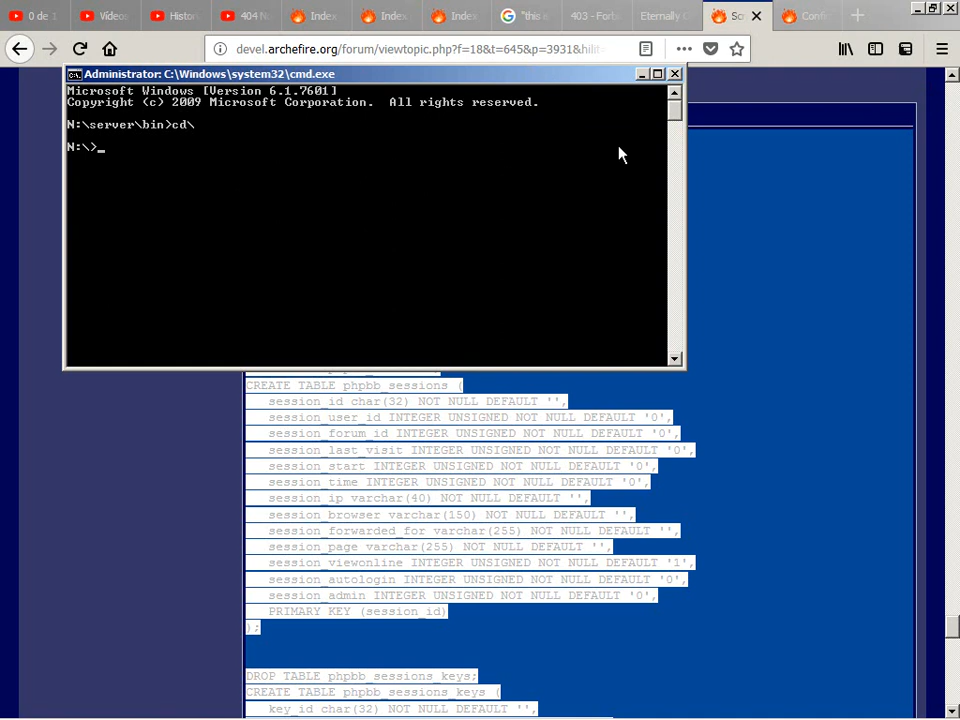 0 de 1
Vídeos
Histori
404 N
Index
Index
Index
"this is
403 - Forb
Eternally C
Sc
Confi
devel.archefire.org/forum/viewtopic.php?f=18&t=645&p=3931&hilit
Administrator: C:\Windows\system32\cmd.exe
Microsoft Windows [Version 6.1.7601]
Copyright (c) 2009 Microsoft Corporation.  All rights reserved.
N:\server\bin>cd\
N:\>_
CREATE TABLE phpbb_sessions (
session_id char(32) NOT NULL DEFAULT '',
session_user_id INTEGER UNSIGNED NOT NULL DEFAULT '0',
session_forum_id INTEGER UNSIGNED NOT NULL DEFAULT '0',
session_last_visit INTEGER UNSIGNED NOT NULL DEFAULT '0',
session_start INTEGER UNSIGNED NOT NULL DEFAULT '0',
session_time INTEGER UNSIGNED NOT NULL DEFAULT '0',
session_ip varchar(40) NOT NULL DEFAULT '',
session_browser varchar(150) NOT NULL DEFAULT '',
session_forwarded_for varchar(255) NOT NULL DEFAULT '',
session_page varchar(255) NOT NULL DEFAULT '',
session_viewonline INTEGER UNSIGNED NOT NULL DEFAULT '1',
session_autologin INTEGER UNSIGNED NOT NULL DEFAULT '0',
session_admin INTEGER UNSIGNED NOT NULL DEFAULT '0',
PRIMARY KEY (session_id)
);
DROP TABLE phpbb_sessions_keys;
CREATE TABLE phpbb_sessions_keys (
key_id char(32) NOT NULL DEFAULT '',